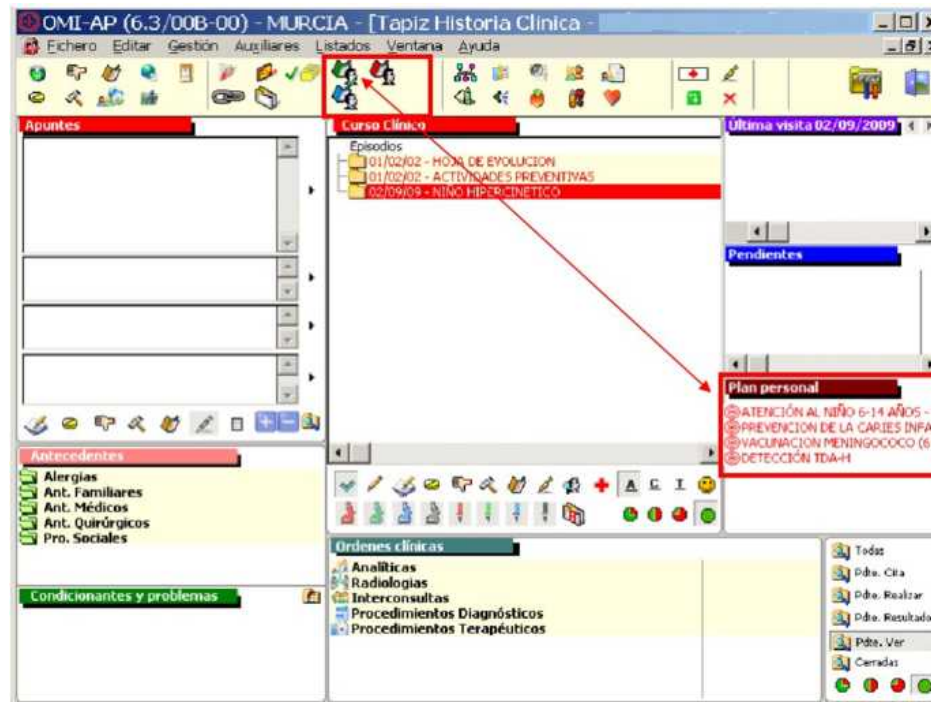 OMI-AP (6.3/00B-00) - MURCIA - [Tapiz Historia Clinica -
Fichero Editar Gestión Auxiliares Listados Ventana Ayuda
Apuntes
Curso Clínico
Última visita 02/09/2009
Episodios
01/02/02 - HOJA DE EVOLUCION
01/02/02 - ACTIVIDADES PREVENTIVAS
02/09/09 - NIÑO HIPERCINETICO
Pendientes
Plan personal
ATENCIÓN AL NIÑO 6-14 AÑOS -
PREVENCION DE LA CARIES INFA
VACUNACION MENINGOCOCO (6
DETECCIÓN TDA-H
Antecedentes
Alergias
Ant. Familiares
Ant. Médicos
Ant. Quirúrgicos
Pro. Sociales
A C I
Condicionantes y problemas
Ordenes clínicas
Analíticas
Radiologias
Interconsultas
Procedimientos Diagnósticos
Procedimientos Terapéuticos
Todas
Pdte. Cita
Pdte. Realizar
Pdte. Resultado
Pdte. Ver
Cerradas